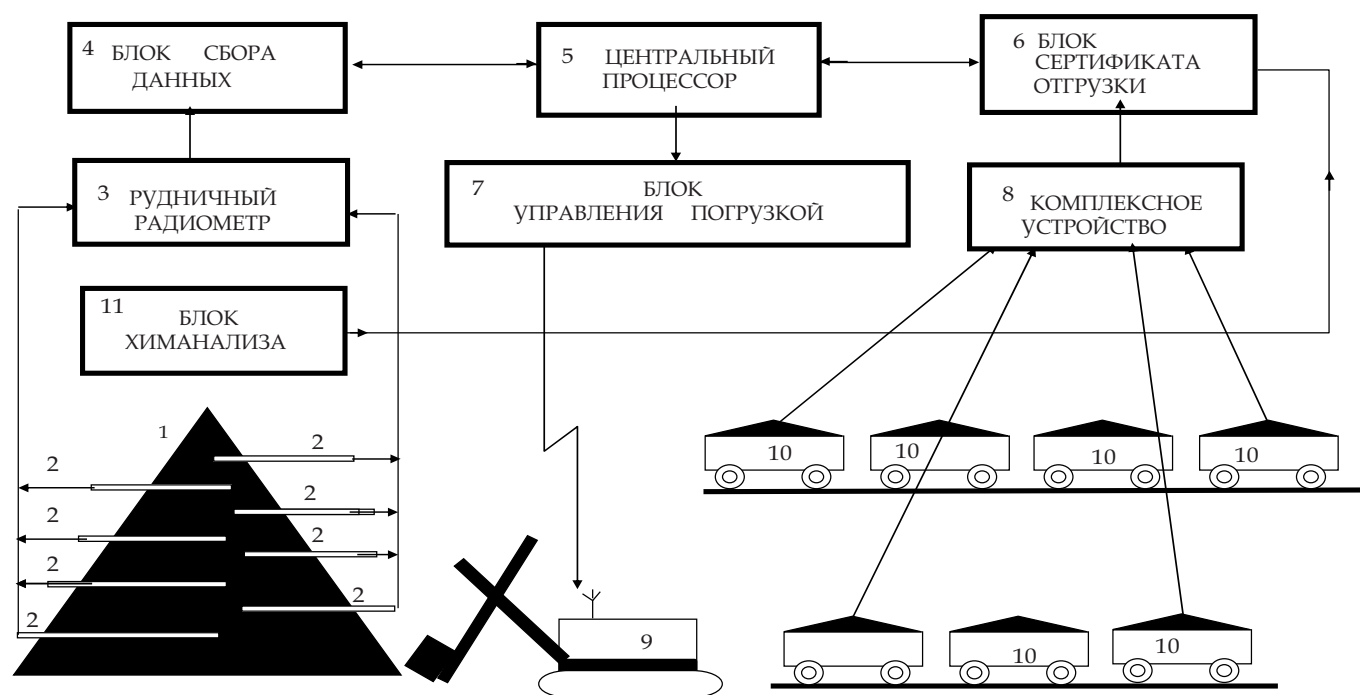 4 БЛОК СБОРА
ДАННЫХ
5 ЦЕНТРАЛЬНЫЙ
ПРОЦЕССОР
6 БЛОК
СЕРТИФИКАТА
ОТГРУЗКИ
3 РУДНИЧНЫЙ
РАДИОМЕТР
7 БЛОК
УПРАВЛЕНИЯ ПОГРУЗКОЙ
8 КОМПЛЕКСНОЕ
УСТРОЙСТВО
11 БЛОК
ХИМАНАЛИЗА
1
2
2
2
2
2
2
2
2
10
10
10
10
9
10
10